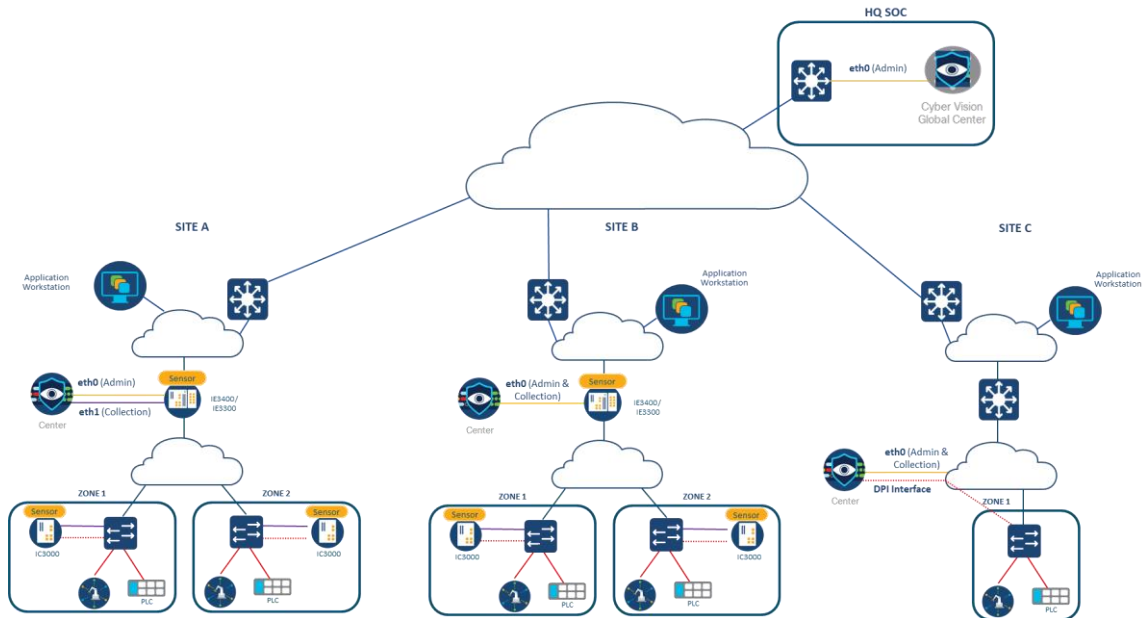 HQ SOC
eth0 (Admin)
Cyber Vision
Global Center
SITE A
Application
Workstation
Sensor
eth0 (Admin)
eth1 (Collection)
IE3400/
IE3300
Center
ZONE 1
Sensor
IC3000
PLC
ZONE 2
Sensor
IC3000
PLC
SITE B
Application
Workstation
Sensor
eth0 (Admin &
Collection)
IE3400/
IE3300
Center
ZONE 1
Sensor
IC3000
PLC
ZONE 2
Sensor
IC3000
PLC
SITE C
Application
Workstation
eth0 (Admin &
Collection)
DPI Interface
Center
ZONE 1
PLC